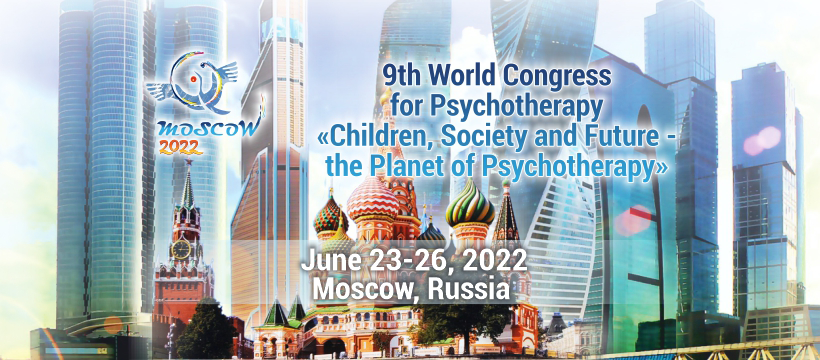 MOSCOW
2022
9th World Congress
for Psychotherapy
«Children, Society and Future -
the Planet of Psychotherapy»
June 23-26, 2022
Moscow, Russia